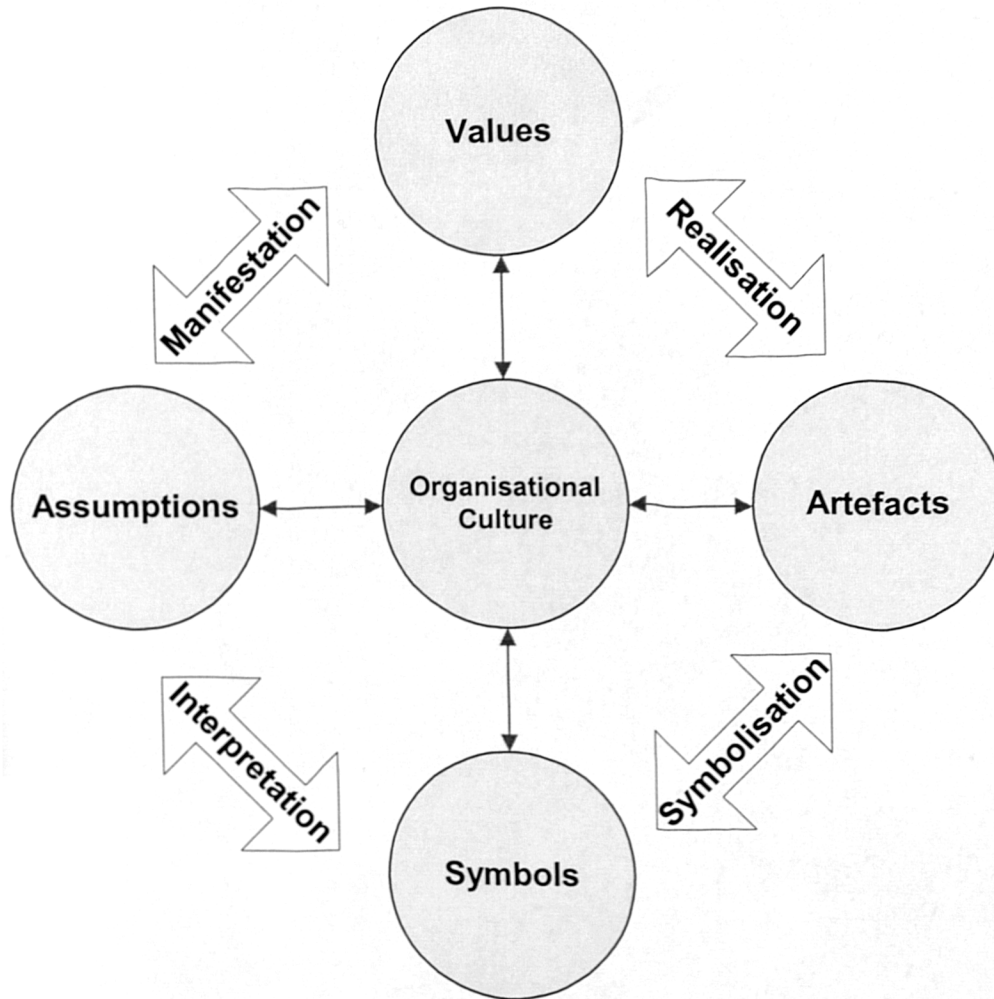 Values
Manifestation
Realisation
Assumptions
Organisational
Culture
Artefacts
Interpretation
Symbolisation
Symbols